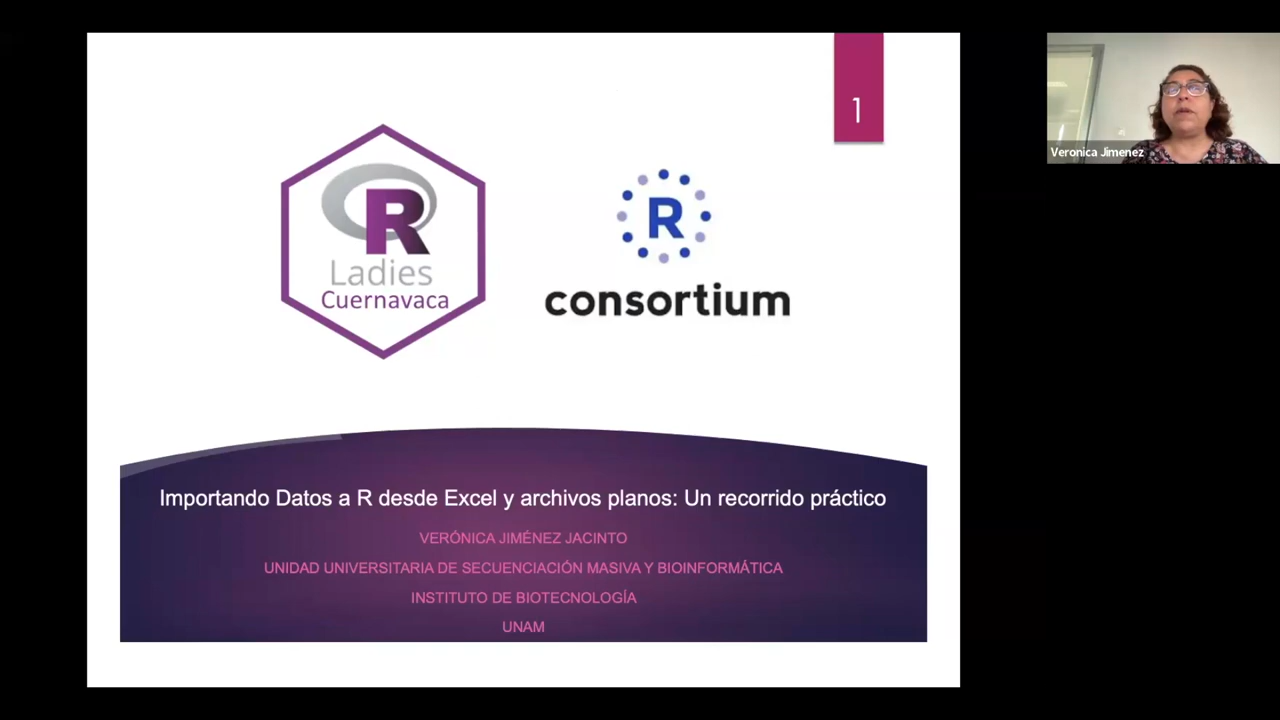 1
R
Ladies
Cuernavaca
R
consortium
Veronica Jimenez
Importando Datos a R desde Excel y archivos planos: Un recorrido práctico
VERÓNICA JIMÉNEZ JACINTO
UNIDAD UNIVERSITARIA DE SECUENCIACIÓN MASIVA Y BIOINFORMÁTICA
INSTITUTO DE BIOTECNOLOGÍA
UNAM